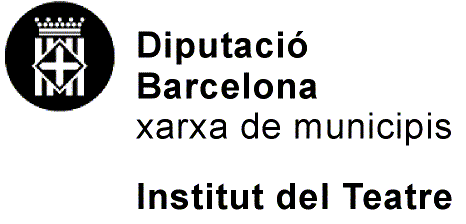 Diputació
Barcelona
xarxa de municipis
Institut del Teatre